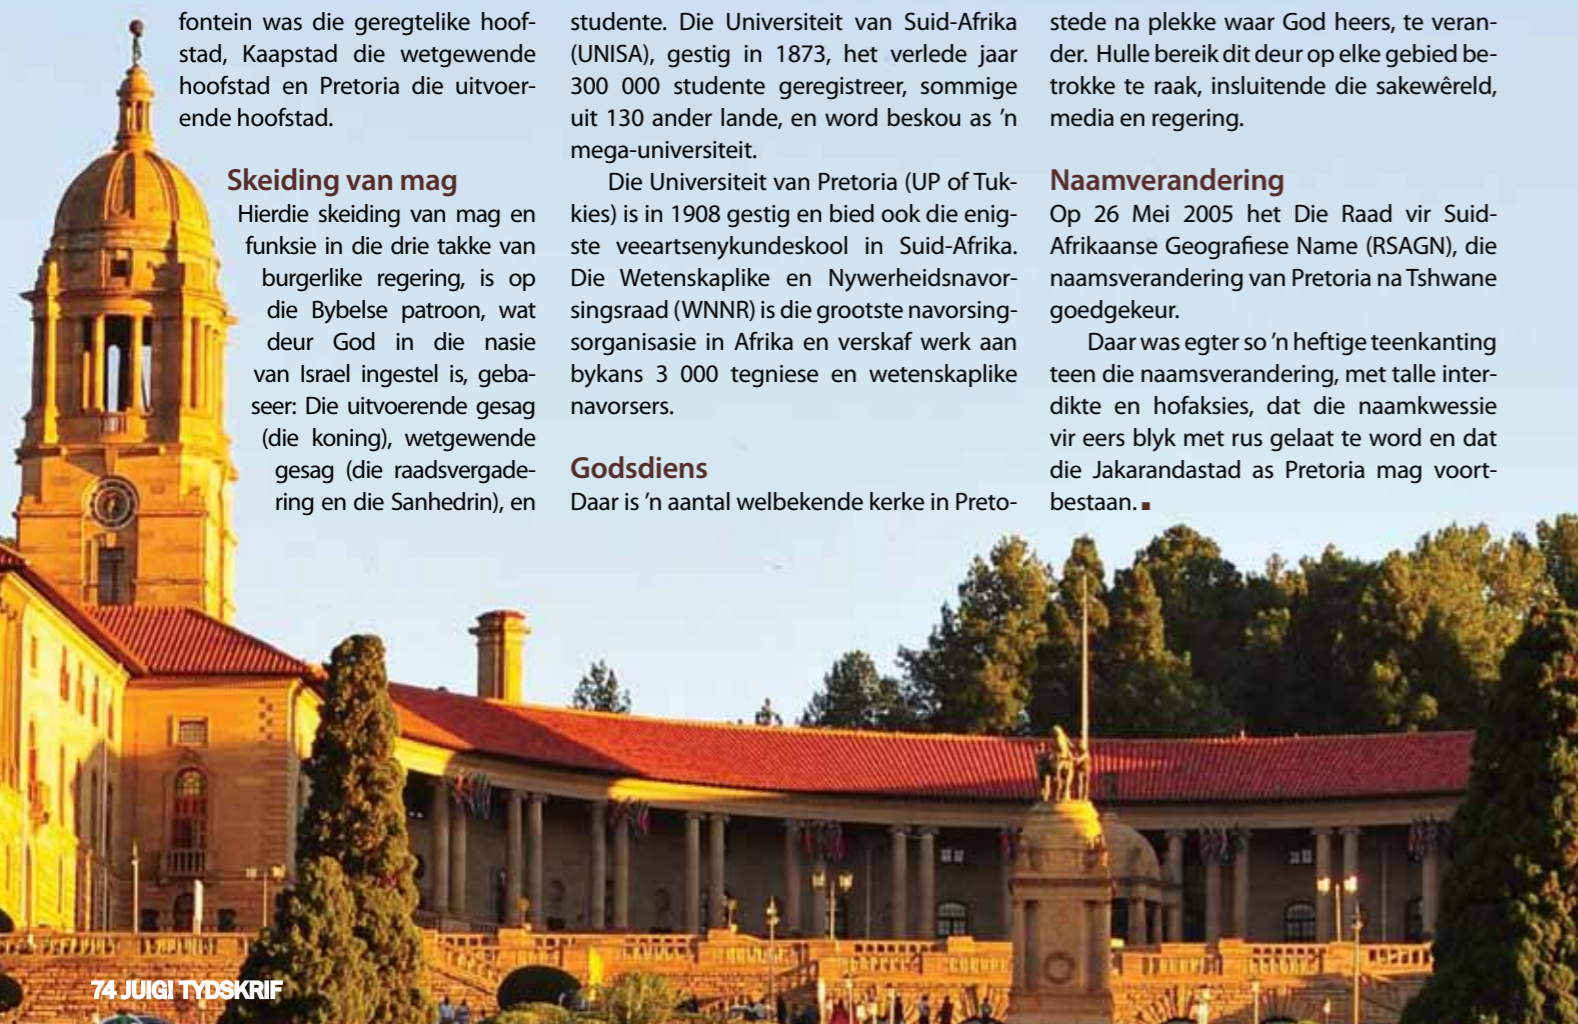 fontein was die geregtelike hoof-
stad, Kaapstad die wetgewende
hoofstad en Pretoria die uitvoer-
ende hoofstad.
Skeiding van mag
Hierdie skeiding van mag en
funksie in die drie takke van
burgerlike regering, is op
die Bybelse patroon, wat
deur God in die nasie
van Israel ingestel is, geba-
seer: Die uitvoerende gesag
(die koning), wetgewende
gesag (die raadsvergade-
ring en die Sanhedrin), en
studente. Die Universiteit van Suid-Afrika
(UNISA), gestig in 1873, het verlede jaar
300 000 studente geregistreer, sommige
uit 130 ander lande, en word beskou as ’n
mega-universiteit.
Die Universiteit van Pretoria (UP of Tuk-
kies) is in 1908 gestig en bied ook die enig-
ste veeartsenykundeskool in Suid-Afrika.
Die Wetenskaplike en Nywerheidsnavor-
singsraad (WNNR) is die grootste navorsing-
sorganisasie in Afrika en verskaf werk aan
bykans 3 000 tegniese en wetenskaplike
navorsers.
Godsdiens
Daar is ’n aantal welbekende kerke in Preto-
stede na plekke waar God heers, te veran-
der. Hulle bereik dit deur op elke gebied be-
trokke te raak, insluitende die sakewêreld,
media en regering.
Naamverandering
Op 26 Mei 2005 het Die Raad vir Suid-
Afrikaanse Geografiese Name (RSAGN), die
naamsverandering van Pretoria na Tshwane
goedgekeur.
Daar was egter so ’n heftige teenkanting
teen die naamsverandering, met talle inter-
dikte en hofaksies, dat die naamkwessie
vir eers blyk met rus gelaat te word en dat
die Jakarandastad as Pretoria mag voort-
bestaan.
74 JUIG! TYDSKRIF